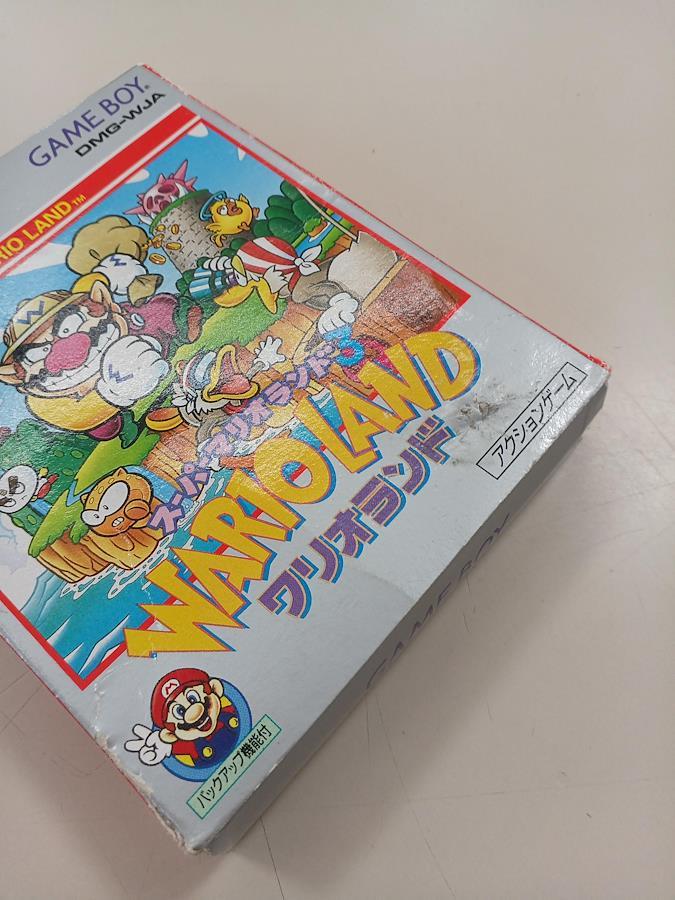 GAME BOY®
DMG-WJA
RIO LAND™
スーパーマリオランド3
WARIO LAND
ワリオランド
アクションゲーム
バックアップ機能付
GAME BOY